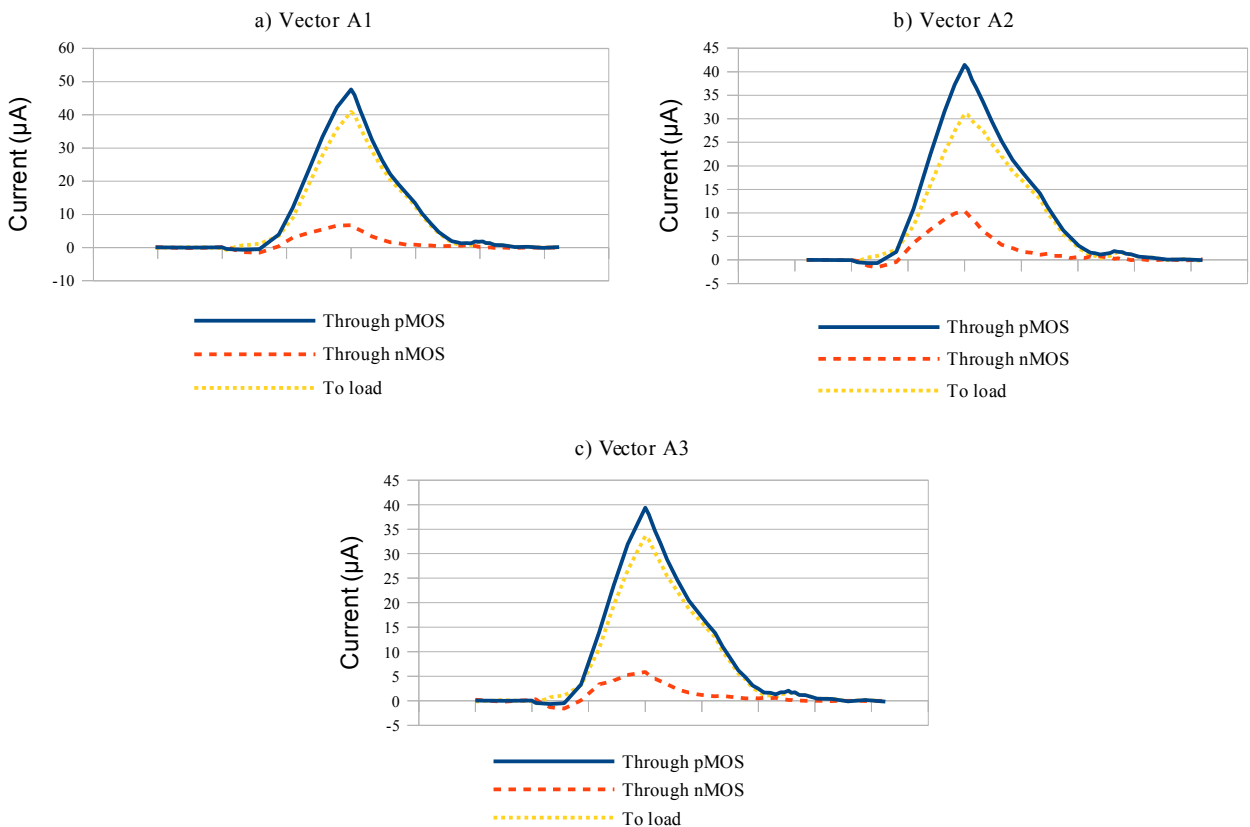 a) Vector A1
Current (µA)
60
50
40
30
20
10
0
-10
Through pMOS
Through nMOS
To load
b) Vector A2
Current (µA)
45
40
35
30
25
20
15
10
5
0
-5
Through pMOS
Through nMOS
To load
c) Vector A3
Current (µA)
45
40
35
30
25
20
15
10
5
0
-5
Through pMOS
Through nMOS
To load